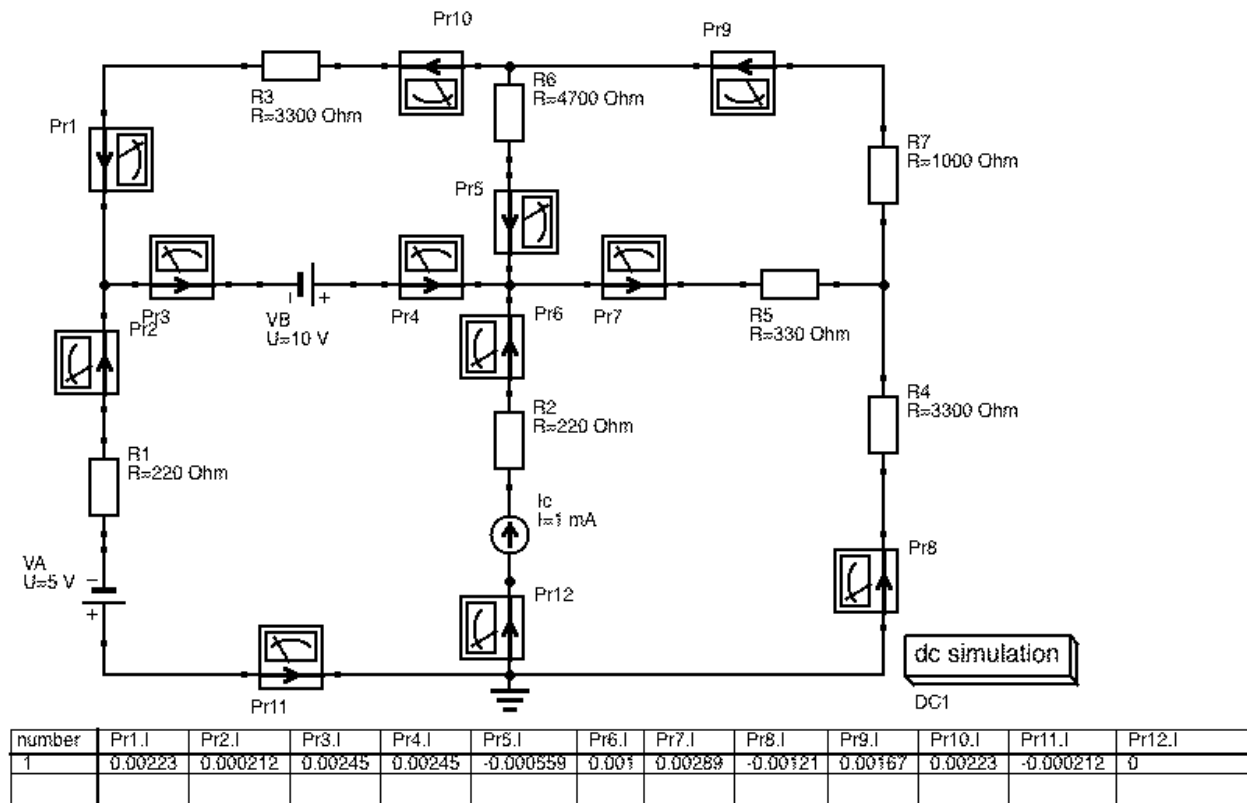 Pr10
Pr9
R3
R=3300 Ohm
R6
R=4700 Ohm
Pr1
R7
R=1000 Ohm
Pr5
Pr3
Pr2
VB
U=10 V
Pr4
Pr6
Pr7
R5
R=330 Ohm
R4
R=3300 Ohm
R2
R=220 Ohm
R1
R=220 Ohm
Ic
I=1 mA
VA
U=5 V
Pr8
Pr12
Pr11
dc simulation
DC1
number Pr1.I Pr2.I Pr3.I Pr4.I Pr5.I Pr6.I Pr7.I Pr8.I Pr9.I Pr10.I Pr11.I Pr12.I
1 0.00223 0.000212 0.00245 0.00245 -0.000559 0.001 0.00289 -0.00121 0.00167 0.00223 -0.000212 0